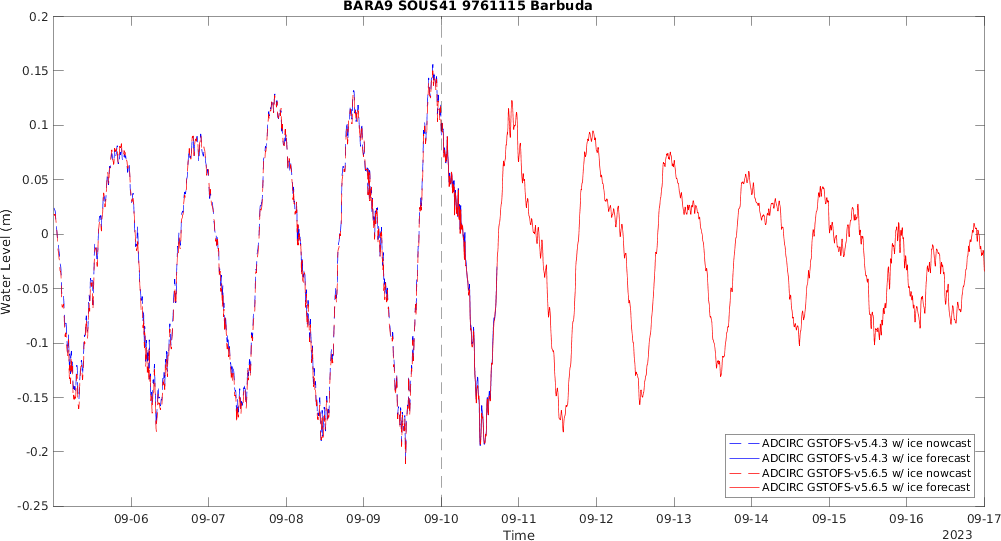 BARA9 SOUS41 9761115 Barbuda
0.2
0.15
0.1
0.05
0
-0.05
-0.1
-0.15
-0.2
-0.25
Water Level (m)
09-06 09-07 09-08 09-09 09-10 09-11 09-12 09-13 09-14 09-15 09-16 09-17
Time
2023
ADCIRC GSTOFS-v5.4.3 w/ ice nowcast
ADCIRC GSTOFS-v5.4.3 w/ ice forecast
ADCIRC GSTOFS-v5.6.5 w/ ice nowcast
ADCIRC GSTOFS-v5.6.5 w/ ice forecast